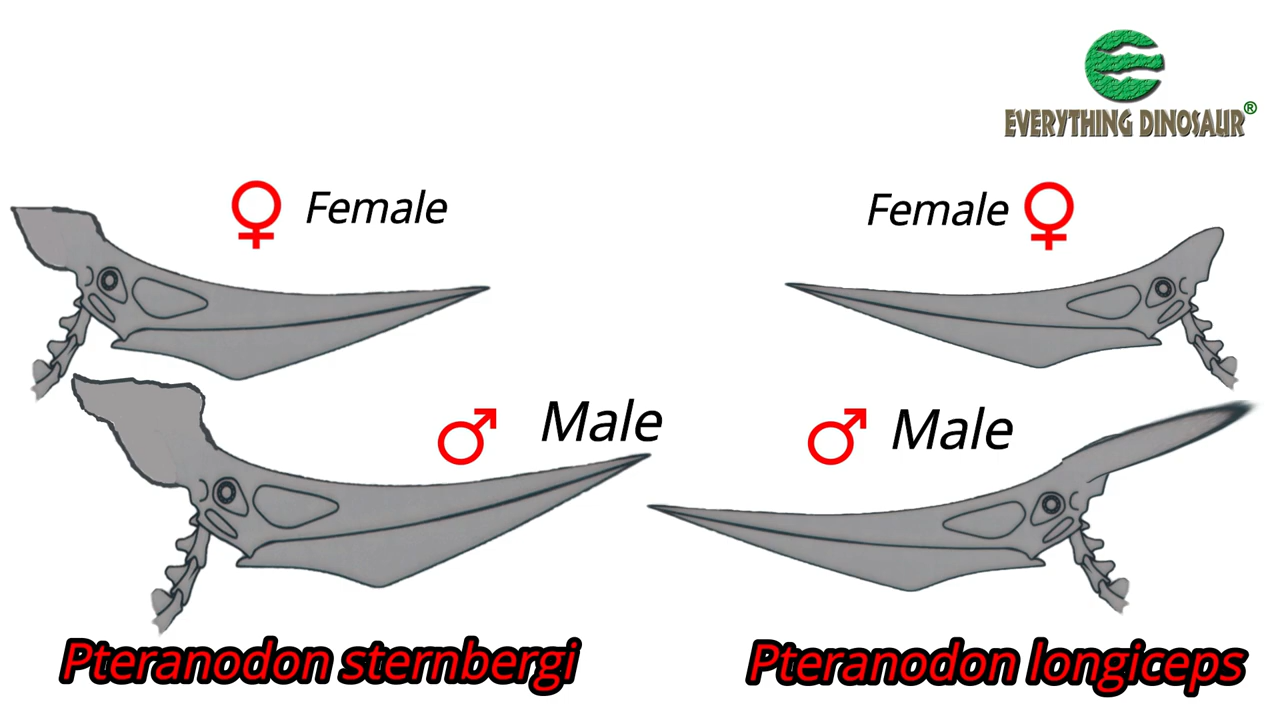 EVERYTHING DINOSAUR®
♀ Female
Female ♀
♂ Male
♂ Male
Pteranodon sternbergi
Pteranodon longiceps